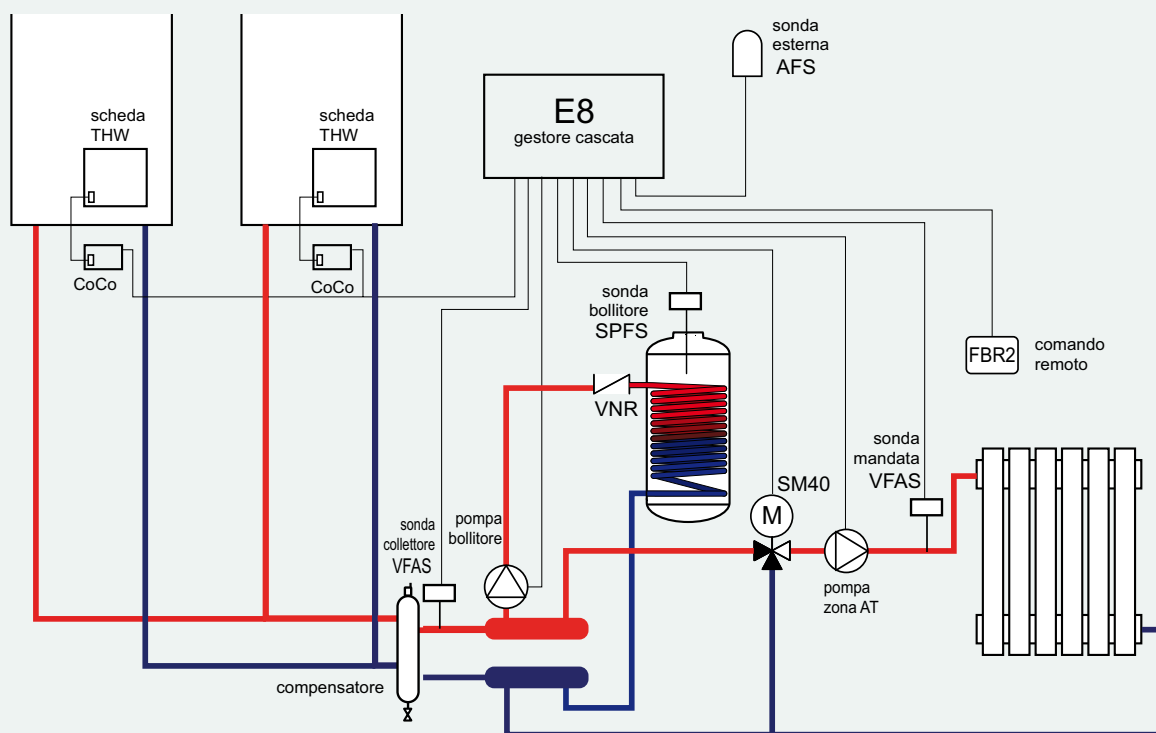 sonda
esterna
AFS
scheda
THW
scheda
THW
E8
gestore cascata
CoCo
CoCo
sonda
bollitore
SPFS
FBR2
comando
remoto
VNR
sonda
mandata
VFAS
SM40
M
pompa
bollitore
sonda
collettore
VFAS
pompa
zona AT
compensatore